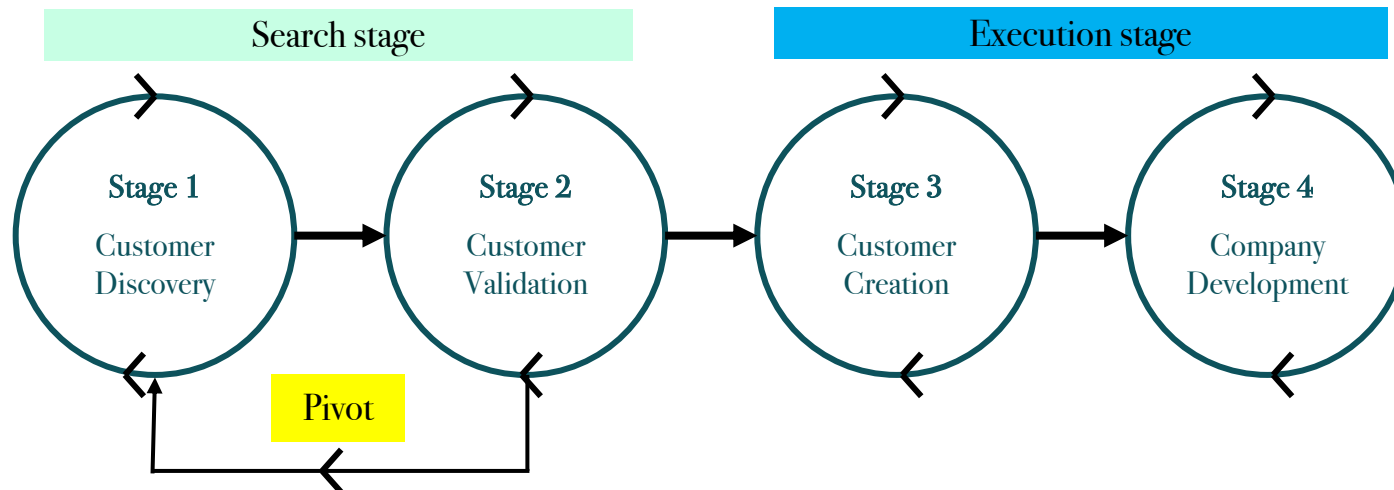 Search stage
Execution stage
Stage 1
Customer
Discovery
Stage 2
Customer
Validation
Stage 3
Customer
Creation
Stage 4
Company
Development
Pivot